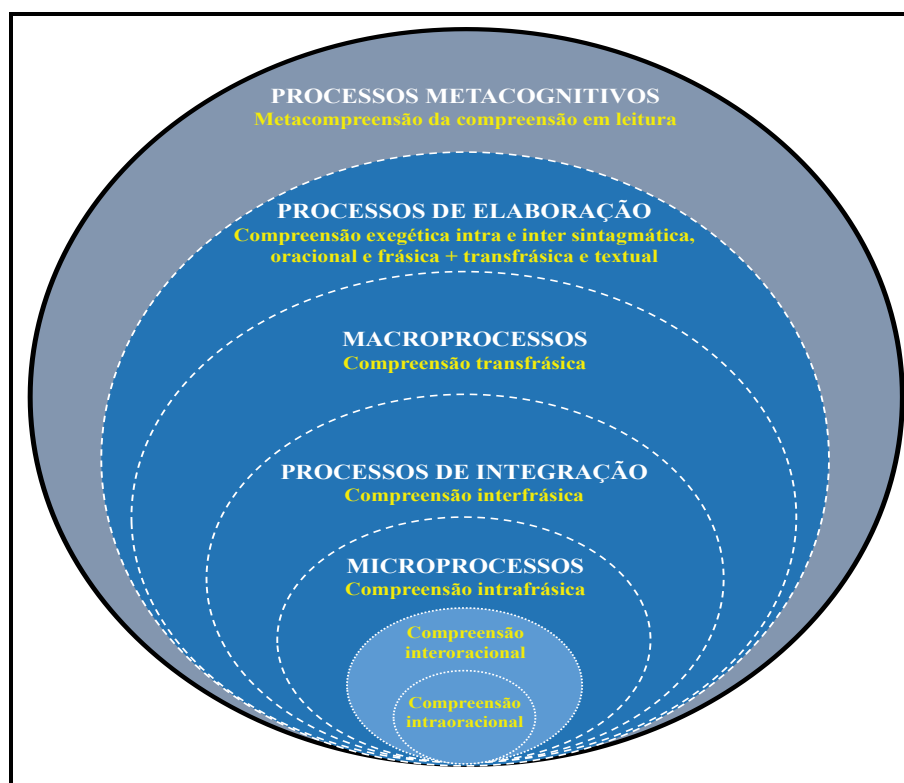 PROCESSOS METACOGNITIVOS
Metacompreensão da compreensão em leitura
PROCESSOS DE ELABORAÇÃO
Compreensão exegética intra e inter sintagmática,
oracional e frásica + transfrásica e textual
MACROPROCESSOS
Compreensão transfrásica
PROCESSOS DE INTEGRAÇÃO
Compreensão interfrásica
MICROPROCESSOS
Compreensão intrafrásica
Compreensão
interoracional
Compreensão
intraoracional